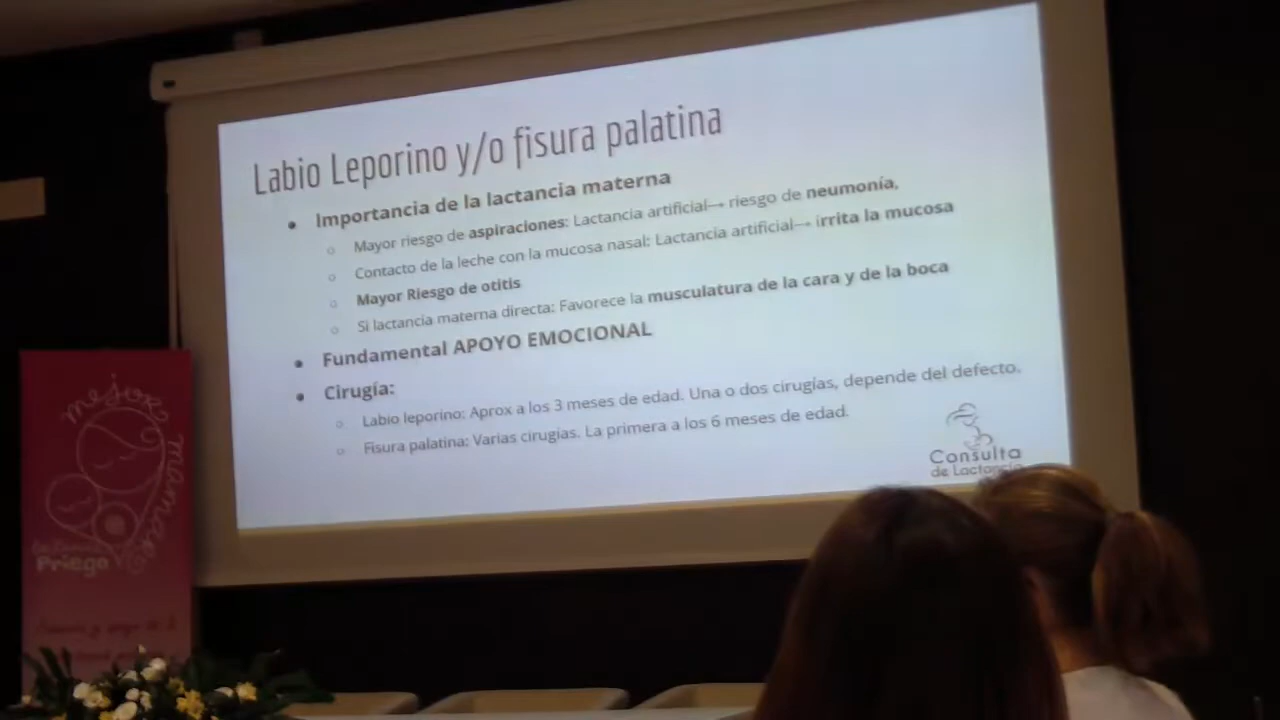 Labio Leporino y/o fisura palatina
Importancia de la lactancia materna
Mayor riesgo de aspiraciones: Lactancia artificial→ riesgo de neumonía.
Contacto de la leche con la mucosa nasal: Lactancia artificial→ irrita la mucosa
Mayor Riesgo de otitis
Si lactancia materna directa: Favorece la musculatura de la cara y de la boca
Fundamental APOYO EMOCIONAL
Cirugía:
Labio leporino: Aprox a los 3 meses de edad. Una o dos cirugías, depende del defecto.
Fisura palatina: Varias cirugías. La primera a los 6 meses de edad.
Consulta
de Lactancia
mejor
mamar
Priego